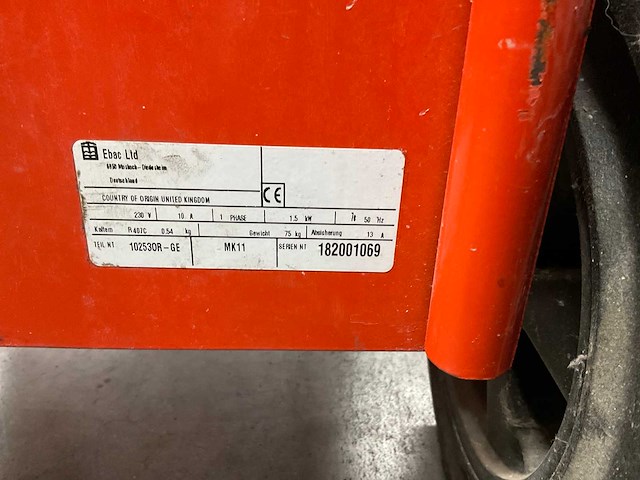 Ebac Ltd
Deutschland
COUNTRY OF ORIGIN UNITED KINGDOM
CE
230 V 10. A 1 PHASE 1.5 kW 50 Hz
R407C 0.54 kg Gewicht 75 kg Absicherung 13 A
TEIL NT 102530R-GE MK11 SERIEN NT 182001069